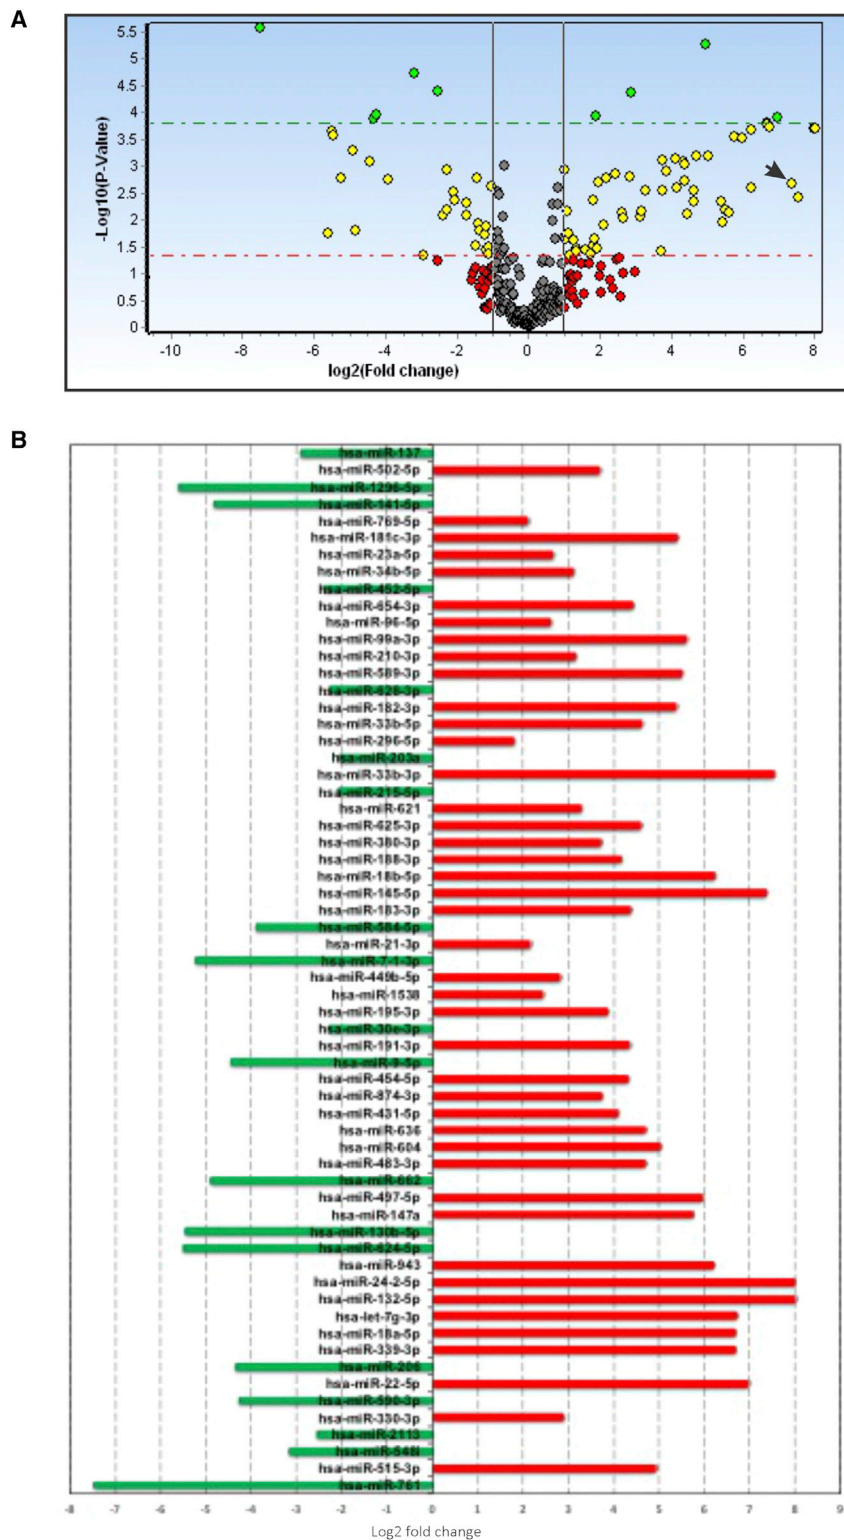 A
5.5
5
4.5
4
3.5
3
2.5
2
1.5
1
0.5
0
-Log10(P-Value)
-10 -8 -6 -4 -2 0 2 4 6 8
log2(Fold change)
B
hsa-miR-137
hsa-miR-502-5p
hsa-miR-1296-5p
hsa-miR-141-5p
hsa-miR-769-5p
hsa-miR-181c-3p
hsa-miR-23a-5p
hsa-miR-34b-5p
hsa-miR-452-5p
hsa-miR-654-3p
hsa-miR-96-5p
hsa-miR-99a-3p
hsa-miR-210-3p
hsa-miR-589-3p
hsa-miR-628-3p
hsa-miR-182-3p
hsa-miR-33b-5p
hsa-miR-296-5p
hsa-miR-203a
hsa-miR-33b-3p
hsa-miR-215-5p
hsa-miR-621
hsa-miR-625-3p
hsa-miR-380-3p
hsa-miR-188-3p
hsa-miR-18b-5p
hsa-miR-145-5p
hsa-miR-183-3p
hsa-miR-584-5p
hsa-miR-21-3p
hsa-miR-7-1-3p
hsa-miR-449b-5p
hsa-miR-1538
hsa-miR-195-3p
hsa-miR-30e-3p
hsa-miR-191-3p
hsa-miR-9-5p
hsa-miR-454-5p
hsa-miR-874-3p
hsa-miR-431-5p
hsa-miR-636
hsa-miR-604
hsa-miR-483-3p
hsa-miR-662
hsa-miR-497-5p
hsa-miR-147a
hsa-miR-130b-5p
hsa-miR-624-5p
hsa-miR-943
hsa-miR-24-2-5p
hsa-miR-132-5p
hsa-let-7g-3p
hsa-miR-18a-5p
hsa-miR-339-3p
hsa-miR-206
hsa-miR-22-5p
hsa-miR-590-3p
hsa-miR-330-3p
hsa-miR-2113
hsa-miR-548l
hsa-miR-515-3p
hsa-miR-761
-8 -7 -6 -5 -4 -3 -2 -1 0 1 2 3 4 5 6 7 8 9
Log2 fold change